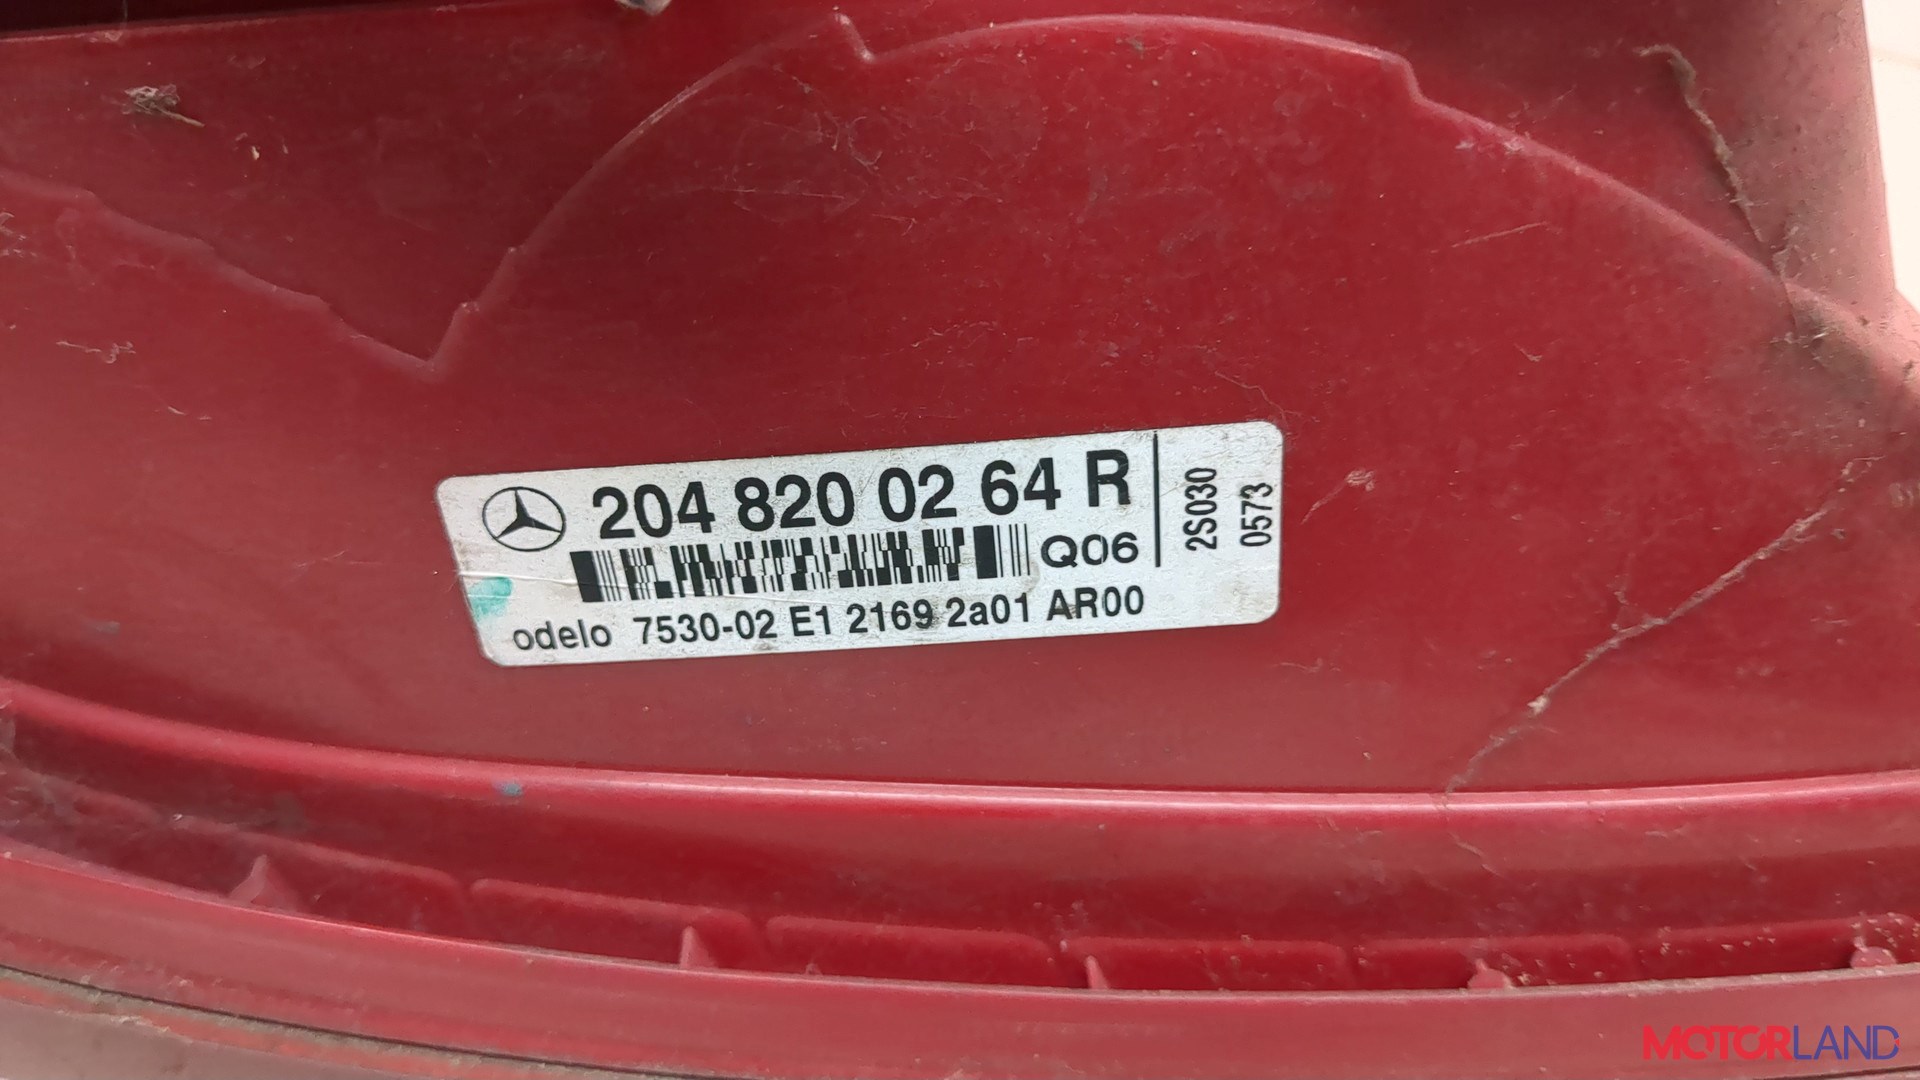 204 820 02 64 R
Q06
odelo 7530-02 E1 2169 2a01 AR00
2S030
0573
MOTORLAND